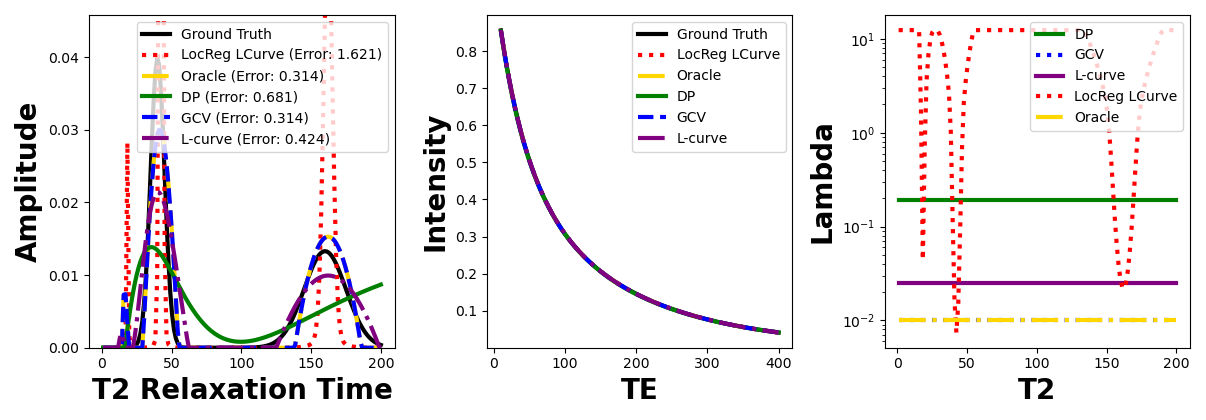 Amplitude
0.04
0.03
0.02
0.01
0.00
Ground Truth
LocReg LCurve (Error: 1.621)
Oracle (Error: 0.314)
DP (Error: 0.681)
GCV (Error: 0.314)
L-curve (Error: 0.424)
0 50 100 150 200
T2 Relaxation Time
Intensity
0.8
0.7
0.6
0.5
0.4
0.3
0.2
0.1
Ground Truth
LocReg LCurve
Oracle
DP
GCV
L-curve
0 100 200 300 400
TE
Lambda
10¹
10⁰
10⁻¹
10⁻²
DP
GCV
L-curve
LocReg LCurve
Oracle
0 50 100 150 200
T2